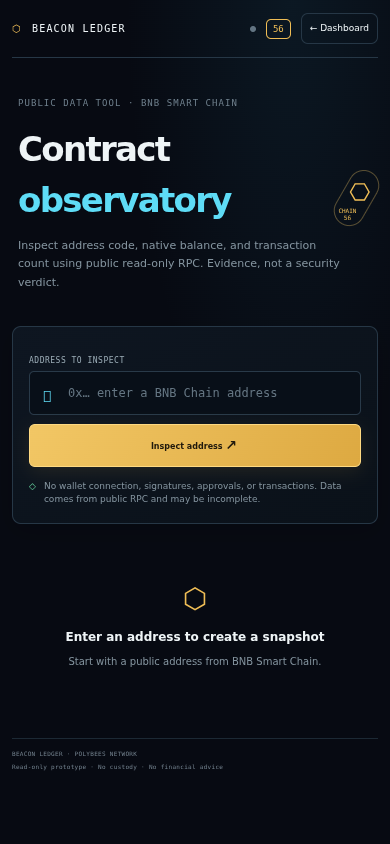 BEACON LEDGER
56
← Dashboard
PUBLIC DATA TOOL · BNB SMART CHAIN
Contract
observatory
CHAIN
56
Inspect address code, native balance, and transaction
count using public read-only RPC. Evidence, not a security
verdict.
ADDRESS TO INSPECT
0x… enter a BNB Chain address
Inspect address ↗
No wallet connection, signatures, approvals, or transactions. Data
comes from public RPC and may be incomplete.
Enter an address to create a snapshot
Start with a public address from BNB Smart Chain.
BEACON LEDGER · POLYBEES NETWORK
Read-only prototype · No custody · No financial advice